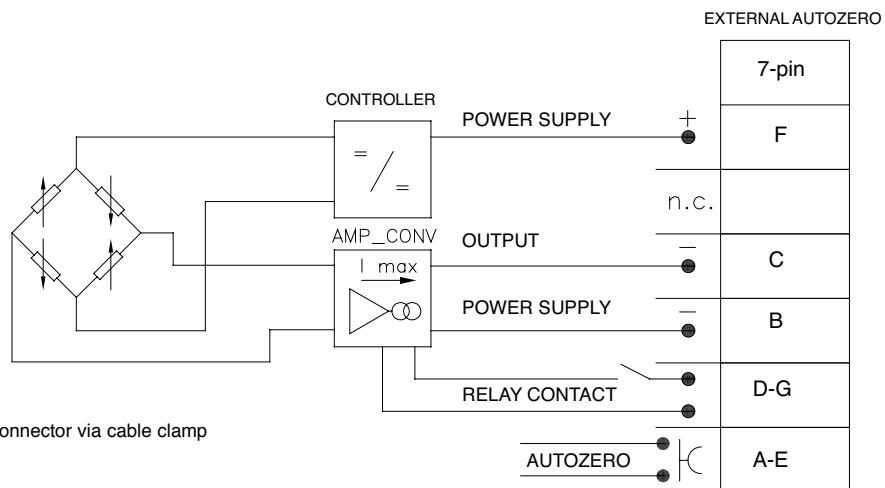 EXTERNAL AUTOZERO
7-pin
CONTROLLER
POWER SUPPLY + F
=/=
n.c.
AMP_CONV
OUTPUT − C
I max
POWER SUPPLY − B
RELAY CONTACT D-G
onnector via cable clamp
AUTOZERO A-E